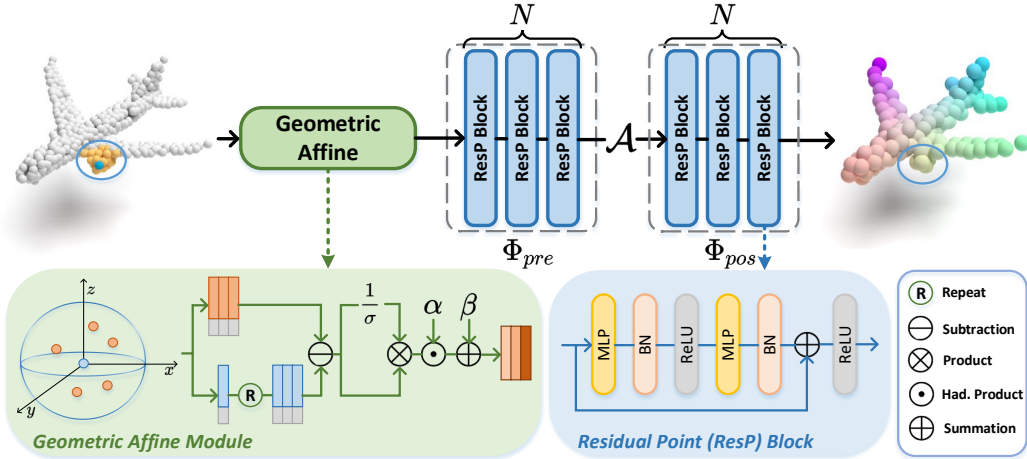 N
N
Geometric
Affine
ResP Block
ResP Block
ResP Block
𝒜
ResP Block
ResP Block
ResP Block
Φpre
Φpos
z
x
y
R
1
σ
α
β
Geometric Affine Module
MLP
BN
ReLU
MLP
BN
ReLU
Residual Point (ResP) Block
R Repeat
Subtraction
Product
Had. Product
Summation